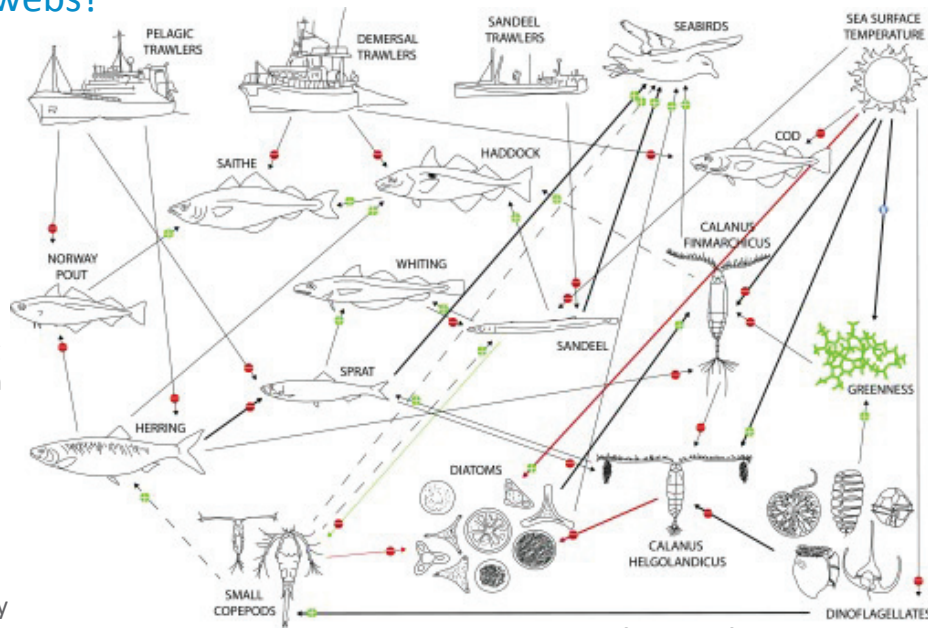 webs?
PELAGIC
TRAWLERS
DEMERSAL
TRAWLERS
SANDEEL
TRAWLERS
SEABIRDS
SEA SURFACE
TEMPERATURE
SAITHE
HADDOCK
COD
NORWAY
POUT
WHITING
CALANUS
FINMARCHICUS
SANDEEL
SPRAT
GREENNESS
HERRING
DIATOMS
CALANUS
HELGOLANDICUS
SMALL
COPEPODS
DINOFLAGELLATES